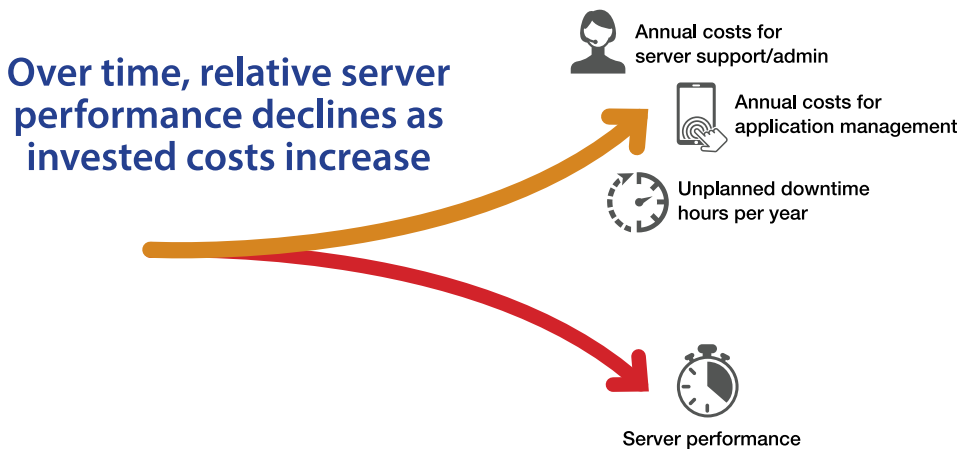 Over time, relative server
performance declines as
invested costs increase
Annual costs for
server support/admin
Annual costs for
application management
Unplanned downtime
hours per year
Server performance